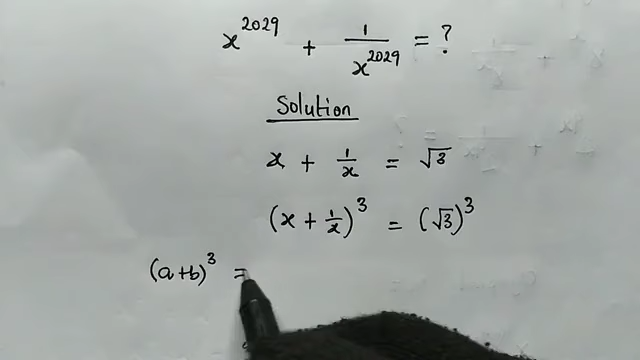 x^2029 + 1/x^2029 = ?
Solution
x + 1/x = √3
(x + 1/x)^3 = (√3)^3
(a+b)^3 =